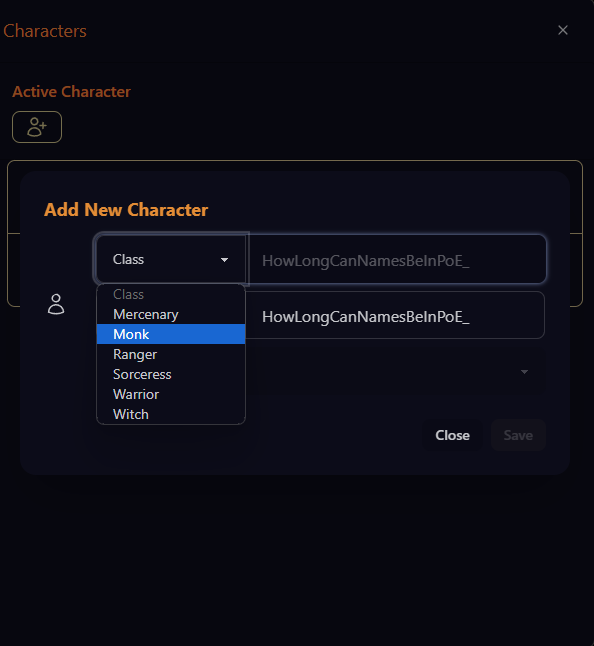 Characters
Active Character
Add New Character
Class HowLongCanNamesBeInPoE_
Class
Mercenary
HowLongCanNamesBeInPoE_
Monk
Ranger
Sorceress
Warrior
Witch
Close Save